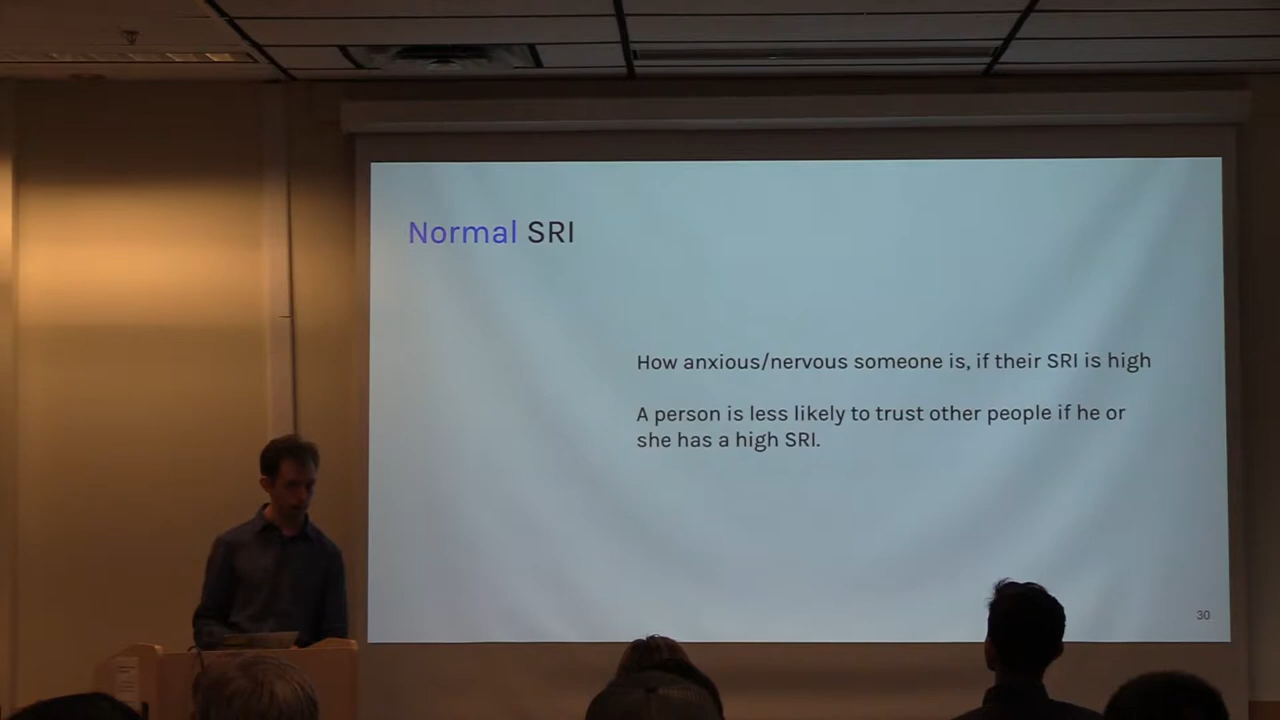 Normal SRI
How anxious/nervous someone is, if their SRI is high
A person is less likely to trust other people if he or
she has a high SRI.
30